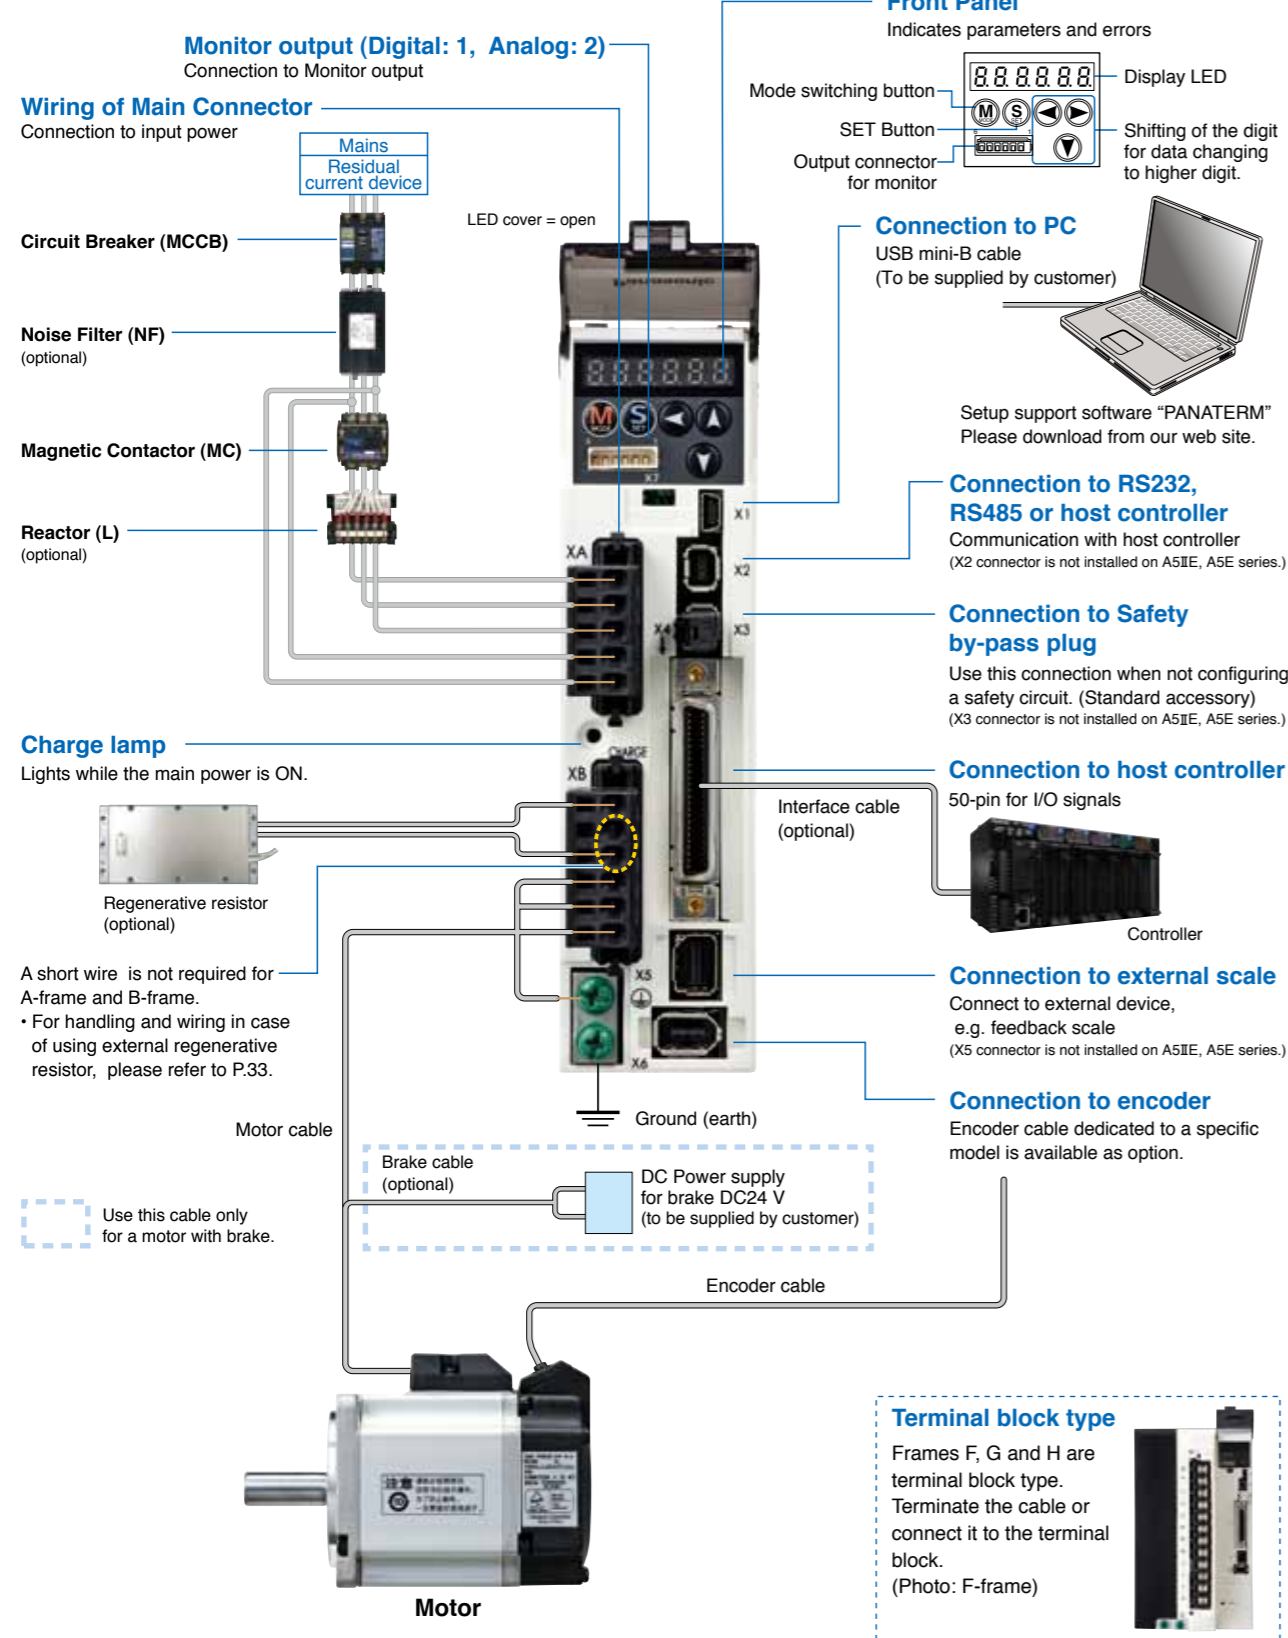 Front Panel
Indicates parameters and errors
Monitor output (Digital: 1, Analog: 2)
Connection to Monitor output
Mode switching button
SET Button
Output connector
for monitor
M
MODE
S
SET
Display LED
Shifting of the digit
for data changing
to higher digit.
Wiring of Main Connector
Connection to input power
Mains
Residual
current device
LED cover = open
Circuit Breaker (MCCB)
Noise Filter (NF)
(optional)
Magnetic Contactor (MC)
Reactor (L)
(optional)
Panasonic
M
MODE
S
SET
X7
X1
XA
X2
X4
X3
Connection to PC
USB mini-B cable
(To be supplied by customer)
Setup support software “PANATERM”
Please download from our web site.
Connection to RS232,
RS485 or host controller
Communication with host controller
(X2 connector is not installed on A5ⅡE, A5E series.)
Connection to Safety
by-pass plug
Use this connection when not configuring
a safety circuit. (Standard accessory)
(X3 connector is not installed on A5ⅡE, A5E series.)
Charge lamp
Lights while the main power is ON.
CHARGE
XB
Connection to host controller
50-pin for I/O signals
Interface cable
(optional)
Controller
Regenerative resistor
(optional)
A short wire is not required for
A-frame and B-frame.
• For handling and wiring in case
of using external regenerative
resistor, please refer to P.33.
X5
X6
Connection to external scale
Connect to external device,
e.g. feedback scale
(X5 connector is not installed on A5ⅡE, A5E series.)
Connection to encoder
Encoder cable dedicated to a specific
model is available as option.
Ground (earth)
Motor cable
Brake cable
(optional)
DC Power supply
for brake DC24 V
(to be supplied by customer)
Use this cable only
for a motor with brake.
Encoder cable
Motor
Terminal block type
Frames F, G and H are
terminal block type.
Terminate the cable or
connect it to the terminal
block.
(Photo: F-frame)